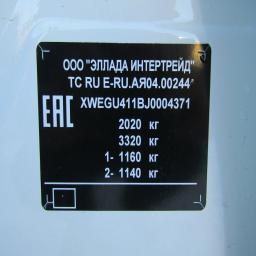 ООО "ЭЛЛАДА ИНТЕРТРЕЙД"
ТС RU E-RU.АЯ04.00244
EAC
XWEGU411BJ0004371
2020 кг
3320 кг
1- 1160 кг
2- 1140 кг